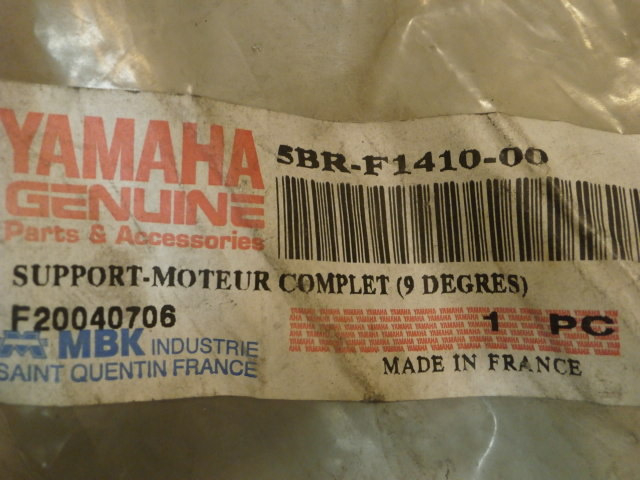 YAMAHA
GENUINE
Parts & Accessories
5BR-F1410-00
SUPPORT-MOTEUR COMPLET (9 DEGRES)
F20040706
1 PC
MBK INDUSTRIE
SAINT QUENTIN FRANCE
MADE IN FRANCE